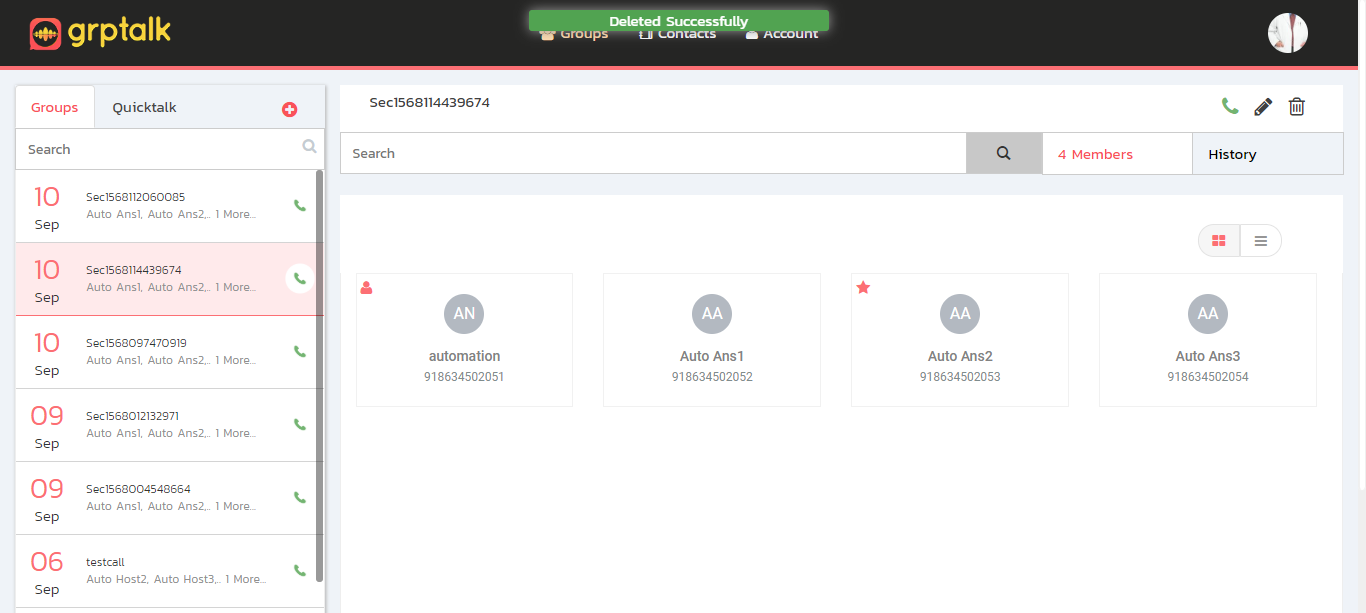 grptalk
Deleted Successfully
Groups
Contacts
Account
Groups
Quicktalk
Search
10
Sep
Sec1568112060085
Auto Ans1, Auto Ans2,.. 1 More...
10
Sep
Sec1568114439674
Auto Ans1, Auto Ans2,.. 1 More...
10
Sep
Sec1568097470919
Auto Ans1, Auto Ans2,.. 1 More...
09
Sep
Sec1568012132971
Auto Ans1, Auto Ans2,.. 1 More...
09
Sep
Sec1568004548664
Auto Ans1, Auto Ans2,.. 1 More...
06
Sep
testcall
Auto Host2, Auto Host3,.. 1 More...
Sec1568114439674
Search
4 Members
History
AN
automation
918634502051
AA
Auto Ans1
918634502052
AA
Auto Ans2
918634502053
AA
Auto Ans3
918634502054